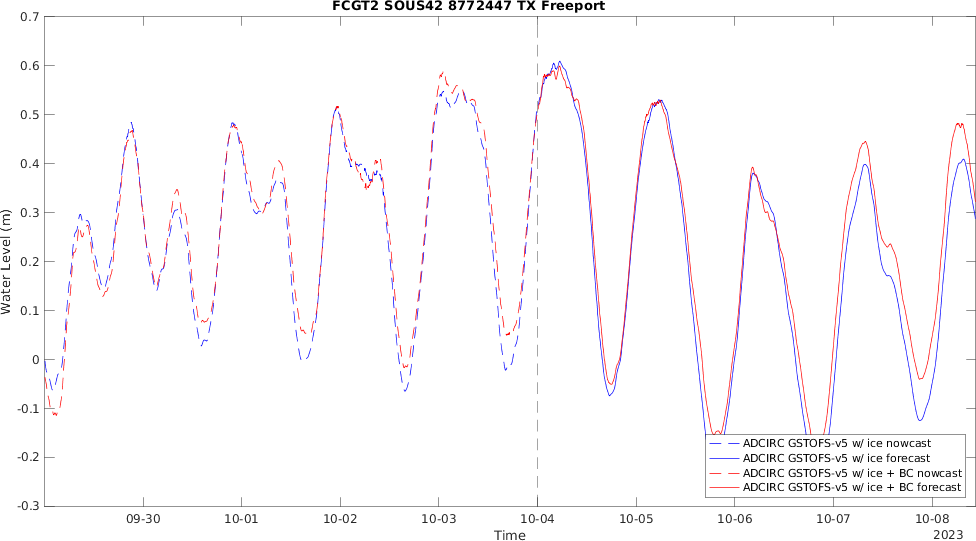 FCGT2 SOUS42 8772447 TX Freeport
0.7
0.6
0.5
0.4
0.3
0.2
0.1
0
-0.1
-0.2
-0.3
Water Level (m)
ADCIRC GSTOFS-v5 w/ ice nowcast
ADCIRC GSTOFS-v5 w/ ice forecast
ADCIRC GSTOFS-v5 w/ ice + BC nowcast
ADCIRC GSTOFS-v5 w/ ice + BC forecast
09-30 10-01 10-02 10-03 10-04 10-05 10-06 10-07 10-08
Time 2023